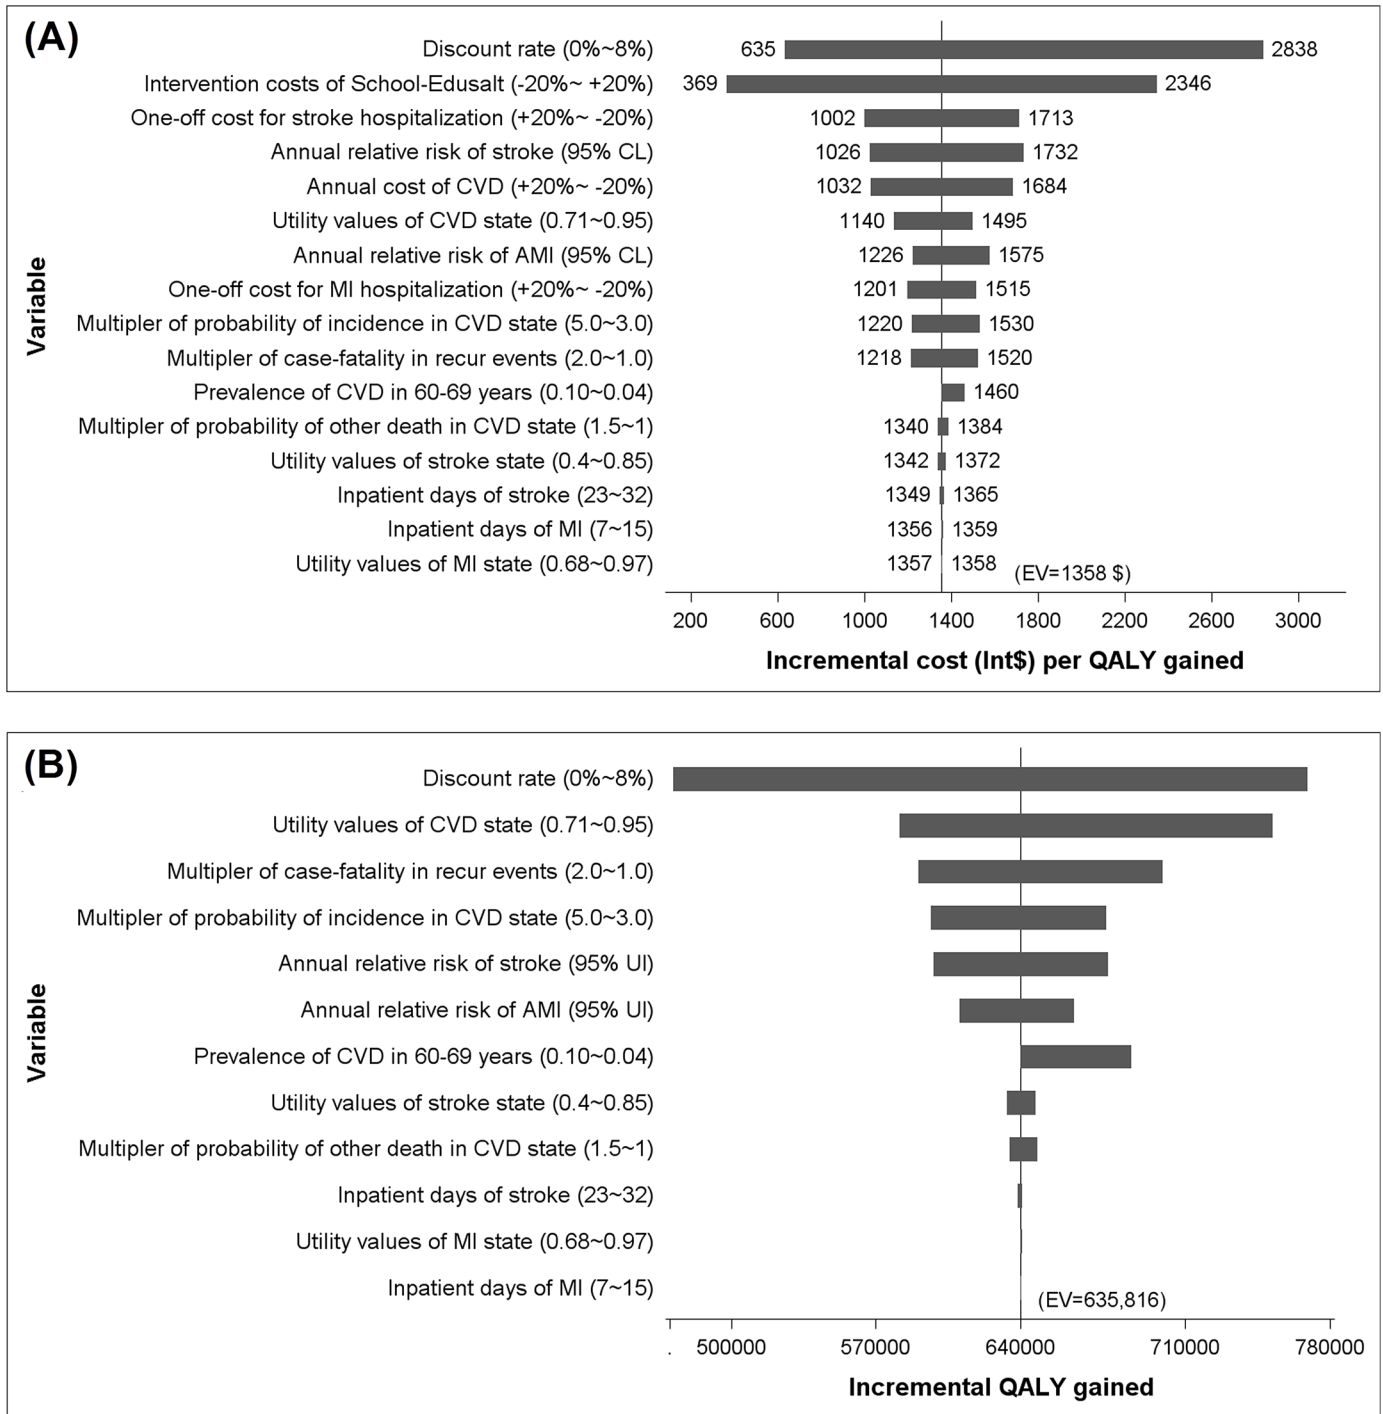 (A)
Variable
Discount rate (0%~8%) 635 2838
Intervention costs of School-Edusalt (-20%~ +20%) 369 2346
One-off cost for stroke hospitalization (+20%~ -20%) 1002 1713
Annual relative risk of stroke (95% CL) 1026 1732
Annual cost of CVD (+20%~ -20%) 1032 1684
Utility values of CVD state (0.71~0.95) 1140 1495
Annual relative risk of AMI (95% CL) 1226 1575
One-off cost for MI hospitalization (+20%~ -20%) 1201 1515
Multipler of probability of incidence in CVD state (5.0~3.0) 1220 1530
Multipler of case-fatality in recur events (2.0~1.0) 1218 1520
Prevalence of CVD in 60-69 years (0.10~0.04) 1460
Multipler of probability of other death in CVD state (1.5~1) 1340 1384
Utility values of stroke state (0.4~0.85) 1342 1372
Inpatient days of stroke (23~32) 1349 1365
Inpatient days of MI (7~15) 1356 1359
Utility values of MI state (0.68~0.97) 1357 1358
(EV=1358 $)
200 600 1000 1400 1800 2200 2600 3000
Incremental cost (Int$) per QALY gained
(B)
Variable
Discount rate (0%~8%)
Utility values of CVD state (0.71~0.95)
Multipler of case-fatality in recur events (2.0~1.0)
Multipler of probability of incidence in CVD state (5.0~3.0)
Annual relative risk of stroke (95% UI)
Annual relative risk of AMI (95% UI)
Prevalence of CVD in 60-69 years (0.10~0.04)
Utility values of stroke state (0.4~0.85)
Multipler of probability of other death in CVD state (1.5~1)
Inpatient days of stroke (23~32)
Utility values of MI state (0.68~0.97)
Inpatient days of MI (7~15)
(EV=635,816)
. 500000 570000 640000 710000 780000
Incremental QALY gained